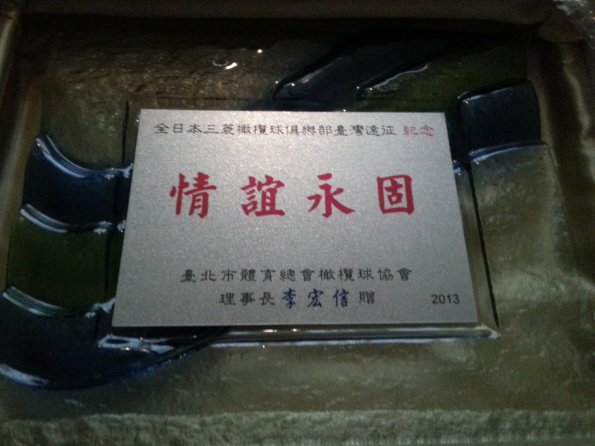 全日本三菱橄欖球俱樂部臺灣遠征 紀念
情誼永固
臺北市體育總會橄欖球協會
理事長 李宏信 贈
2013